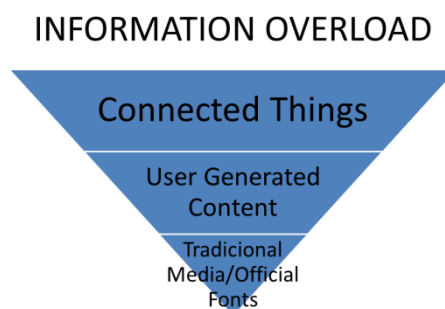 INFORMATION OVERLOAD
Connected Things
User Generated
Content
Tradicional
Media/Official
Fonts